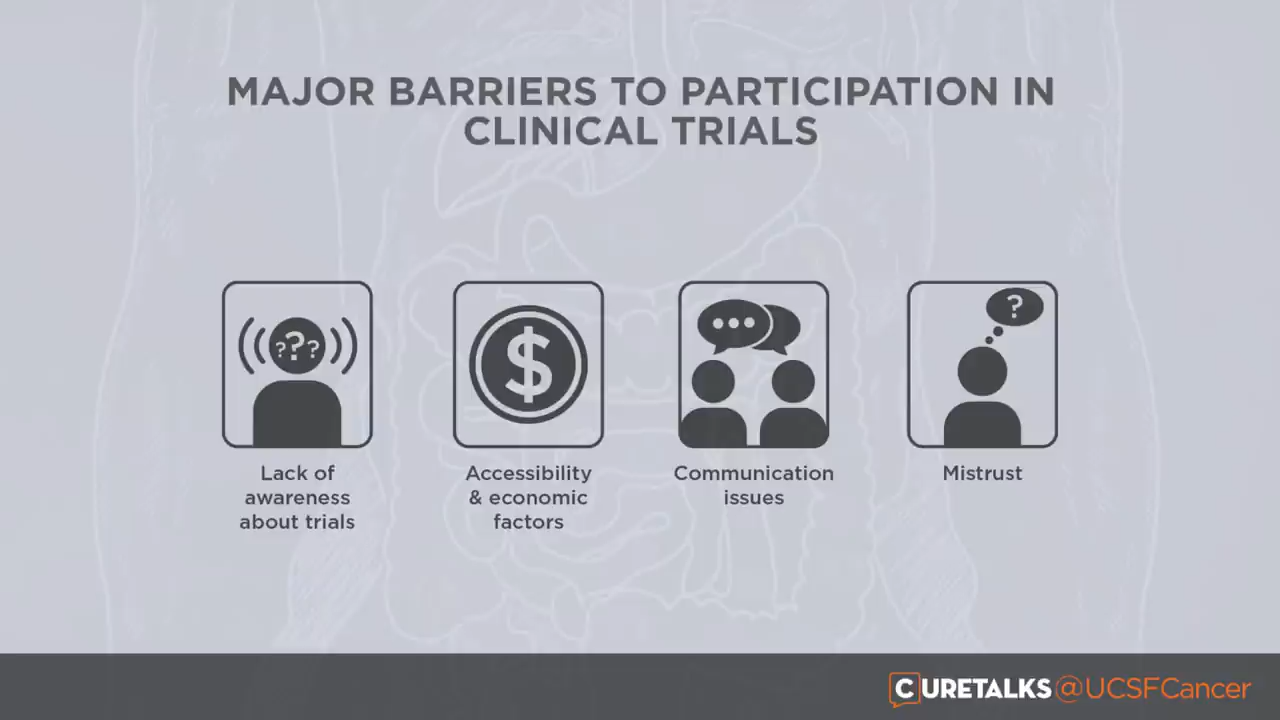 MAJOR BARRIERS TO PARTICIPATION IN
CLINICAL TRIALS
???
$
...
?
Lack of
awareness
about trials
Accessibility
& economic
factors
Communication
issues
Mistrust
CURETALKS@UCSFCancer